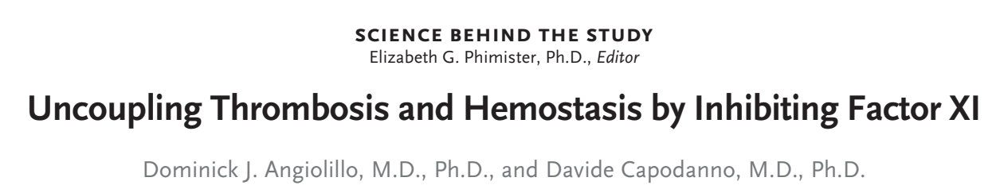 SCIENCE BEHIND THE STUDY
Elizabeth G. Phimister, Ph.D., Editor
Uncoupling Thrombosis and Hemostasis by Inhibiting Factor XI
Dominick J. Angiolillo, M.D., Ph.D., and Davide Capodanno, M.D., Ph.D.